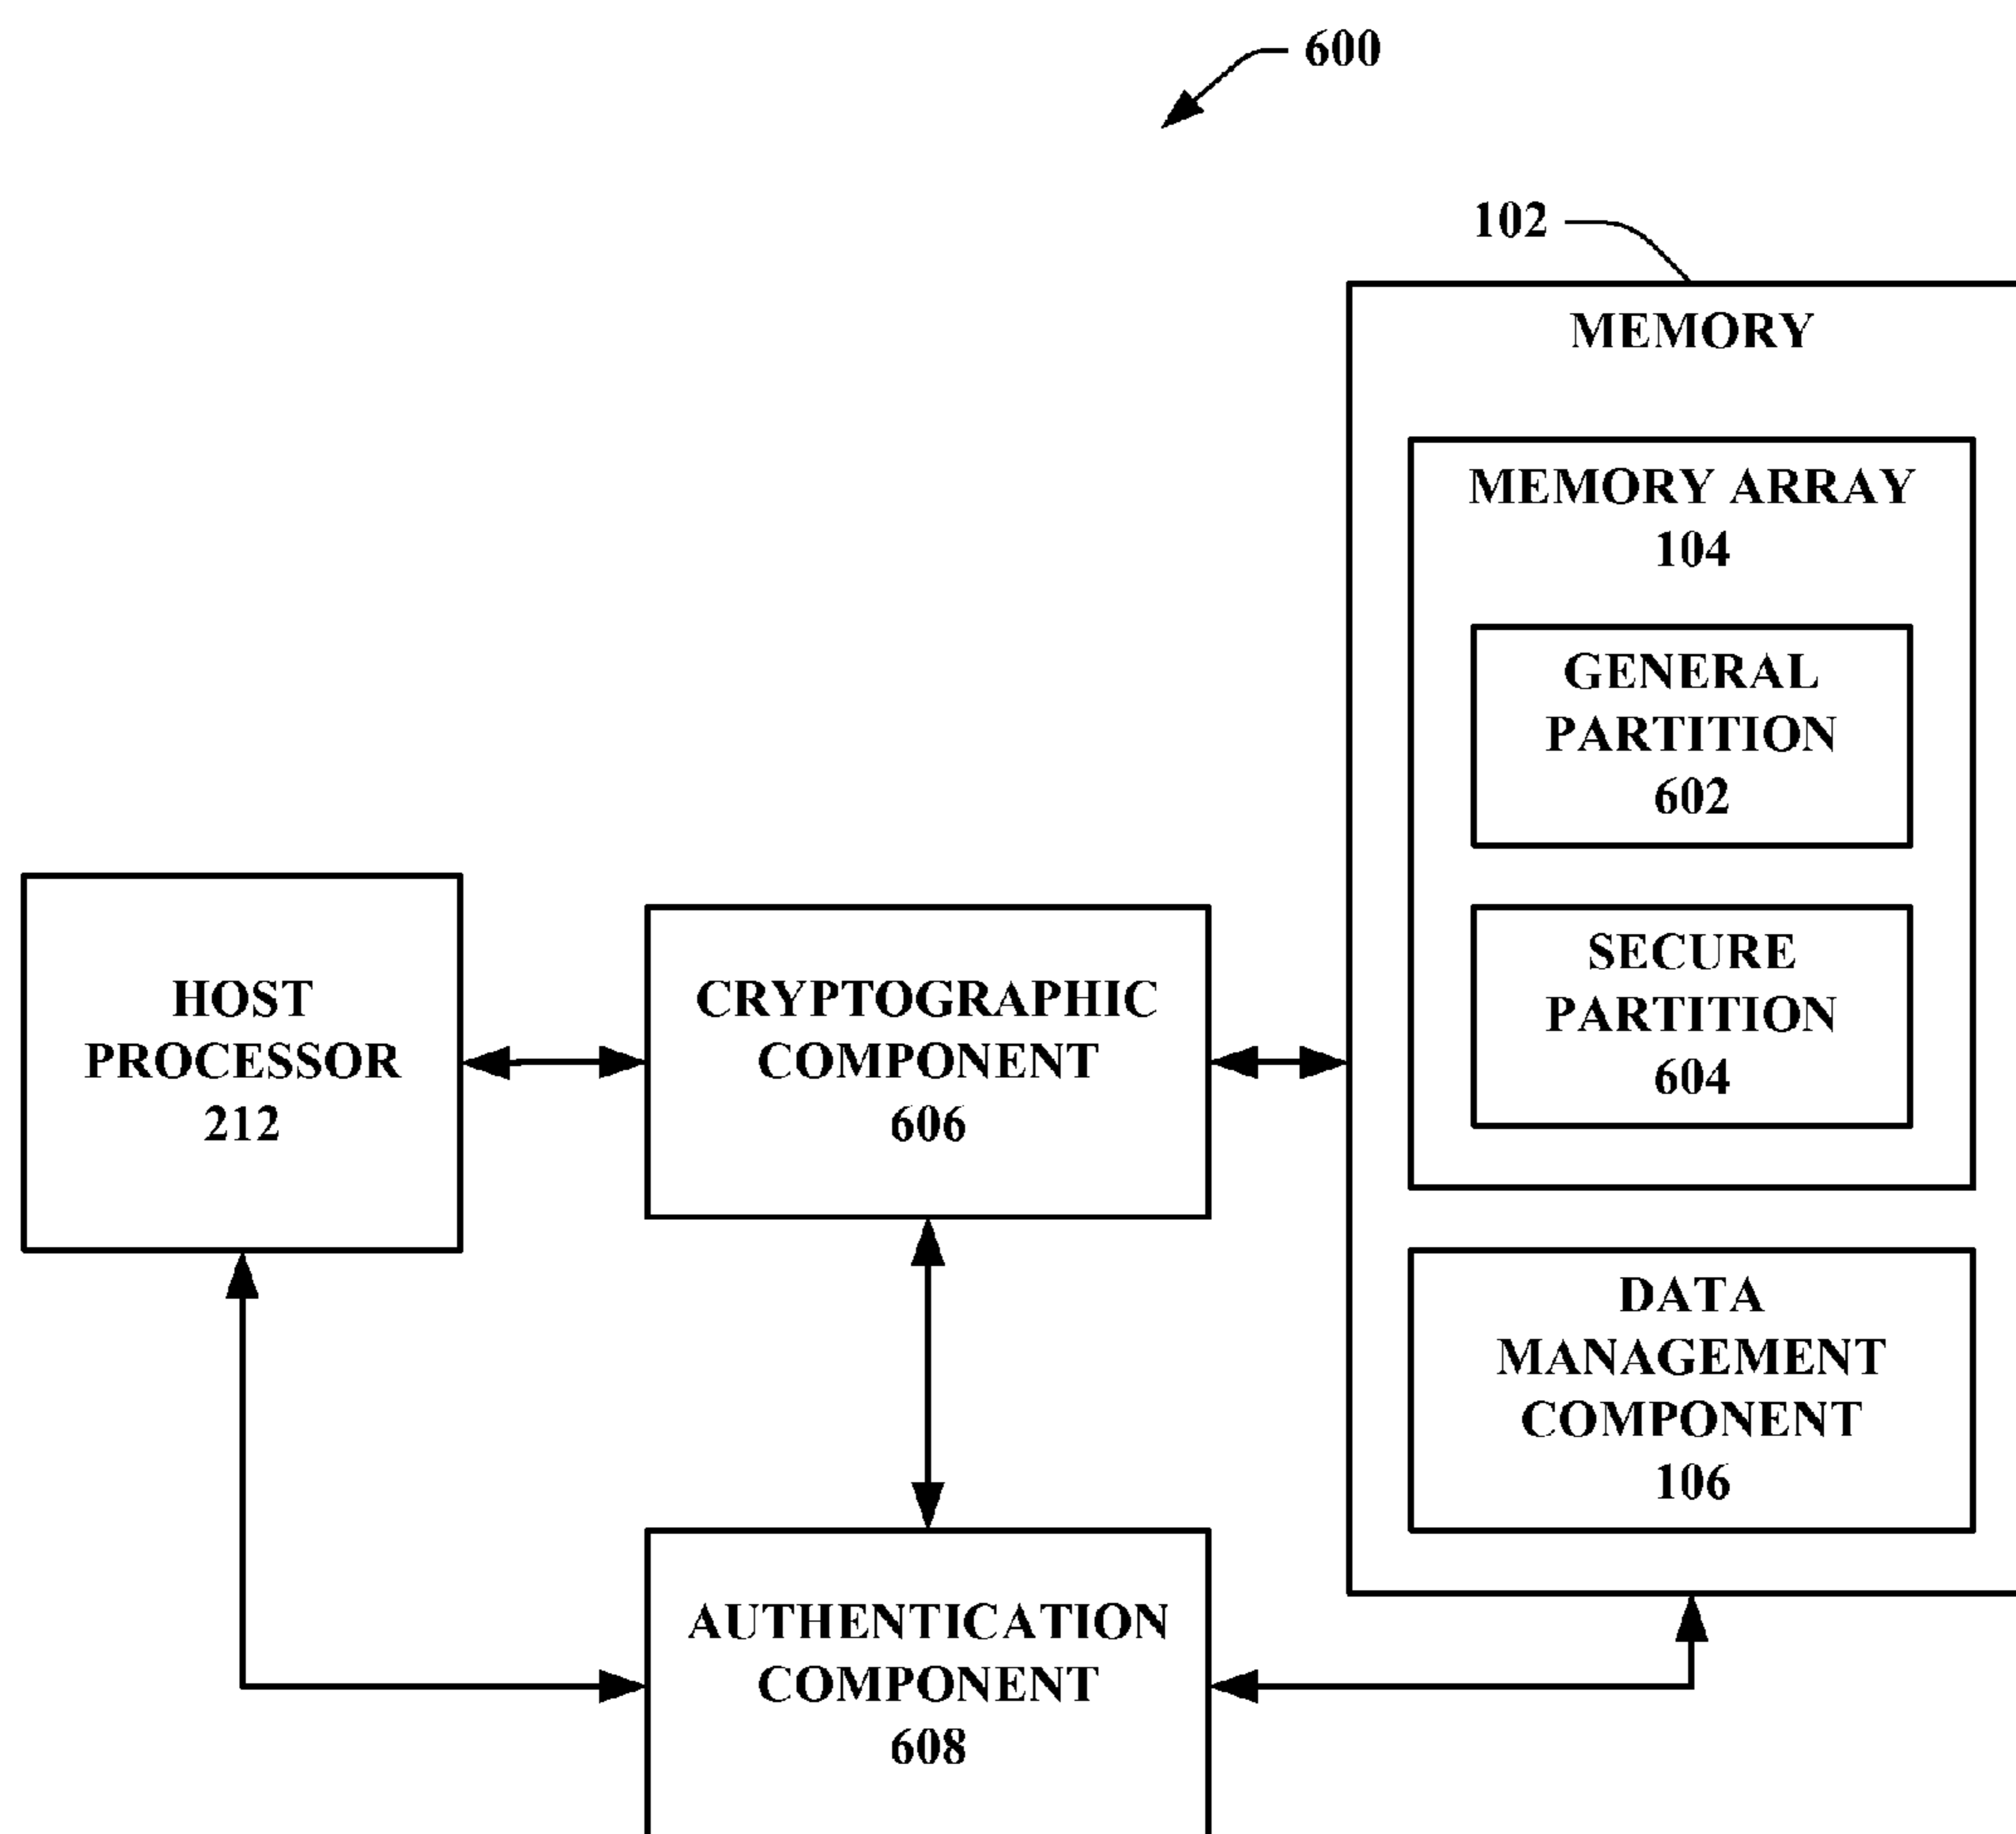 600
102
MEMORY
MEMORY ARRAY
104
GENERAL
PARTITION
602
SECURE
PARTITION
604
HOST
PROCESSOR
212
CRYPTOGRAPHIC
COMPONENT
606
DATA
MANAGEMENT
COMPONENT
106
AUTHENTICATION
COMPONENT
608